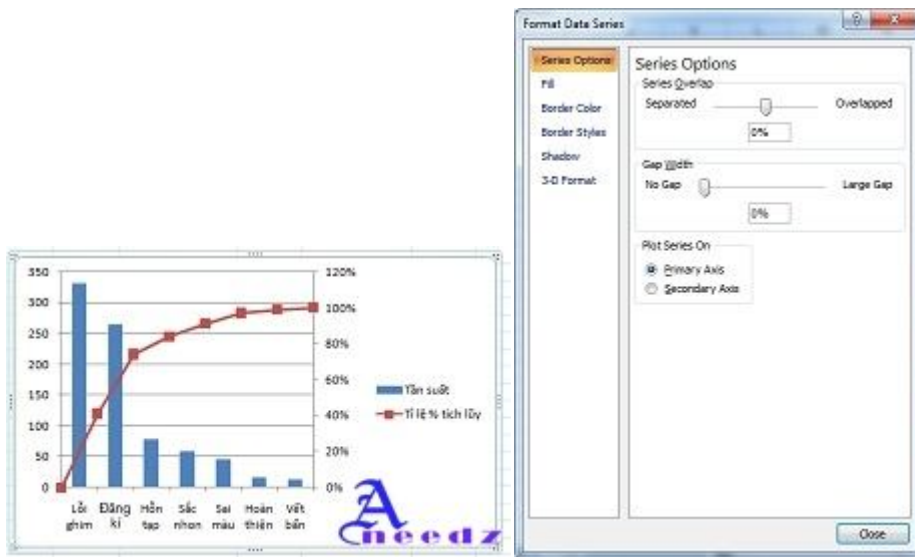 350
300
250
200
150
100
50
0
120%
100%
80%
60%
40%
20%
0%
Lỗi ghim
Đăng kí
Hỗn tạp
Sắc nhọn
Sai màu
Hoàn thiện
Vết bẩn
Tần suất
Tỉ lệ % tích lũy
A needz
Format Data Series
Series Options
Fill
Border Color
Border Styles
Shadow
3-D Format
Series Options
Series Overlap
Separated Overlapped
0%
Gap Width
No Gap Large Gap
0%
Plot Series On
Primary Axis
Secondary Axis
Close